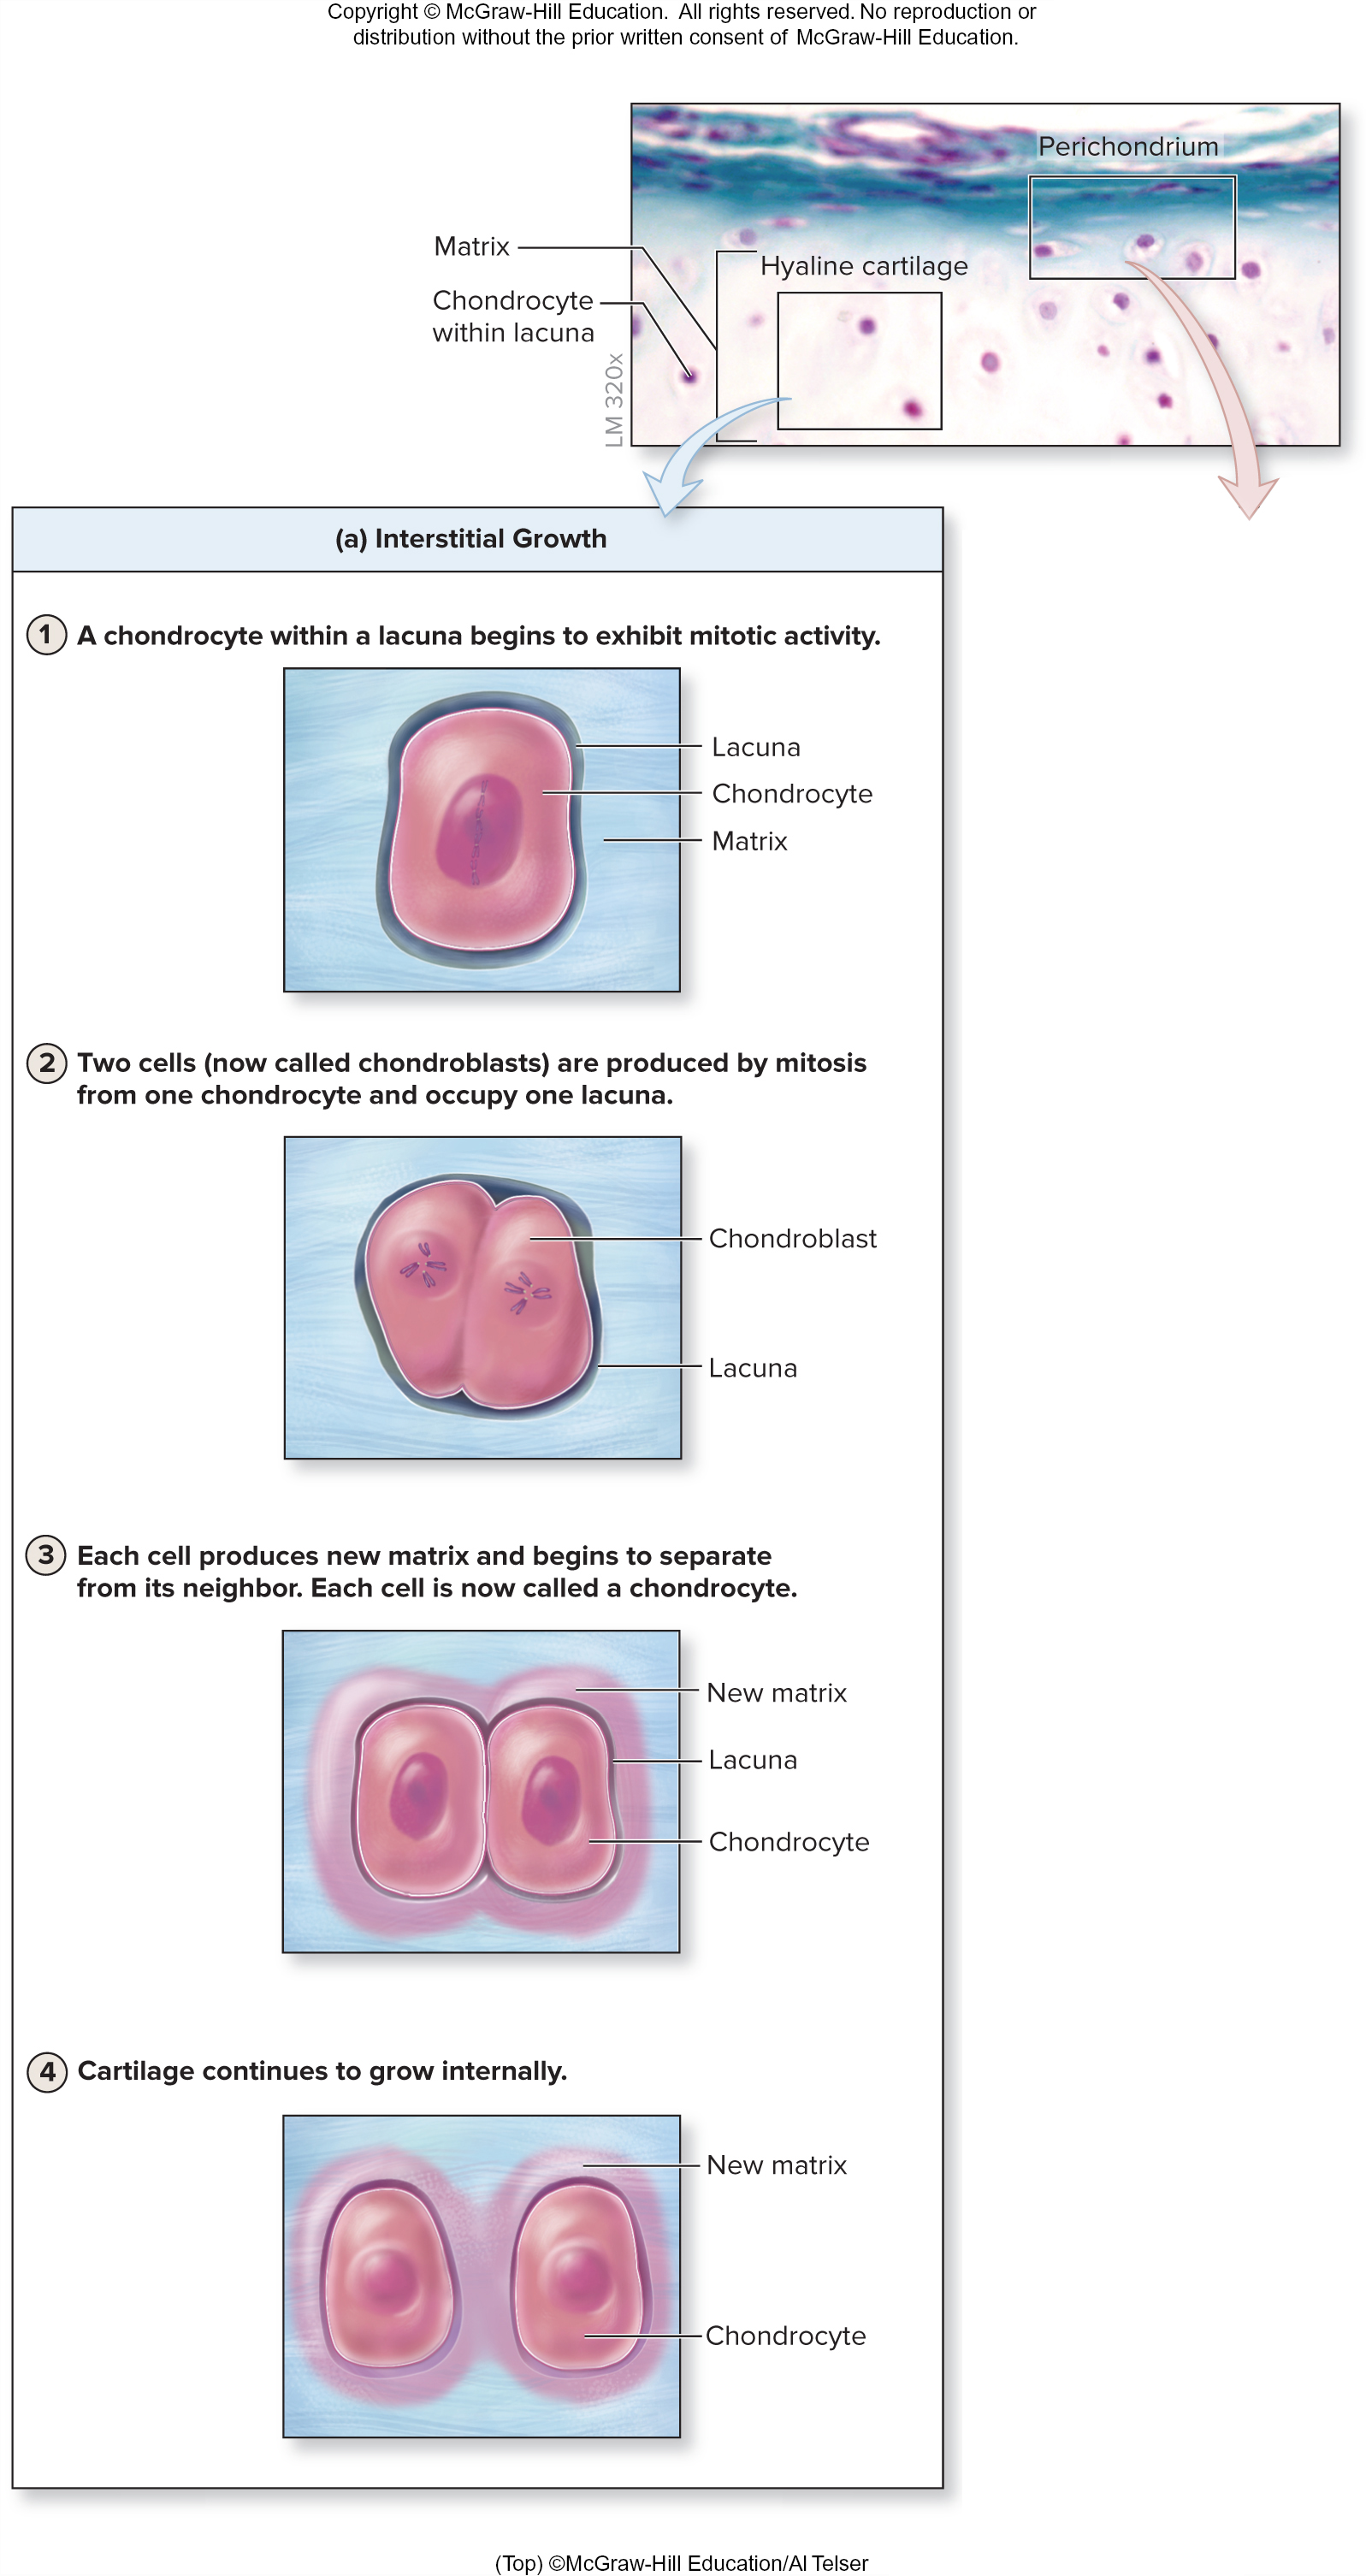 Copyright © McGraw-Hill Education. All rights reserved. No reproduction or
distribution without the prior written consent of McGraw-Hill Education.
Perichondrium
Matrix
Hyaline cartilage
Chondrocyte
within lacuna
LM 320x
(a) Interstitial Growth
1 A chondrocyte within a lacuna begins to exhibit mitotic activity.
Lacuna
Chondrocyte
Matrix
2 Two cells (now called chondroblasts) are produced by mitosis
from one chondrocyte and occupy one lacuna.
Chondroblast
Lacuna
3 Each cell produces new matrix and begins to separate
from its neighbor. Each cell is now called a chondrocyte.
New matrix
Lacuna
Chondrocyte
4 Cartilage continues to grow internally.
New matrix
Chondrocyte
(Top) ©McGraw-Hill Education/Al Telser